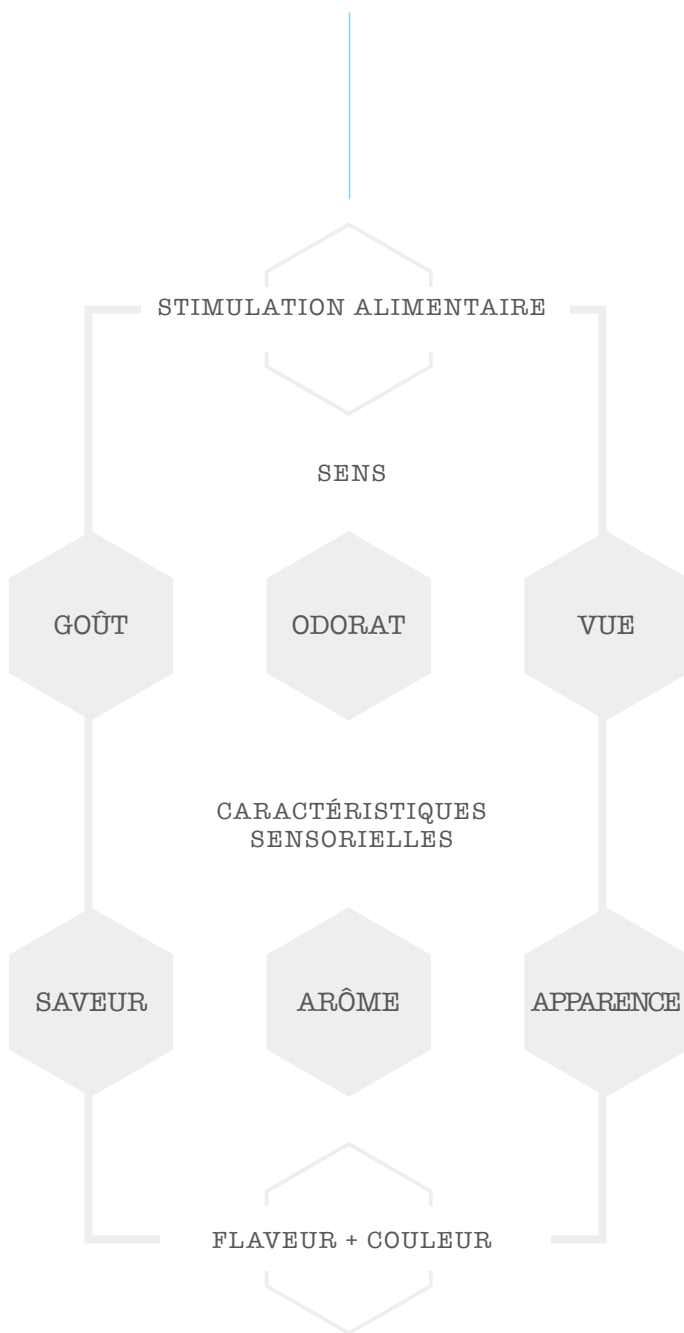 STIMULATION ALIMENTAIRE
SENS
GOÛT ODORAT VUE
CARACTÉRISTIQUES
SENSORIELLES
SAVEUR ARÔME APPARENCE
FLAVEUR + COULEUR